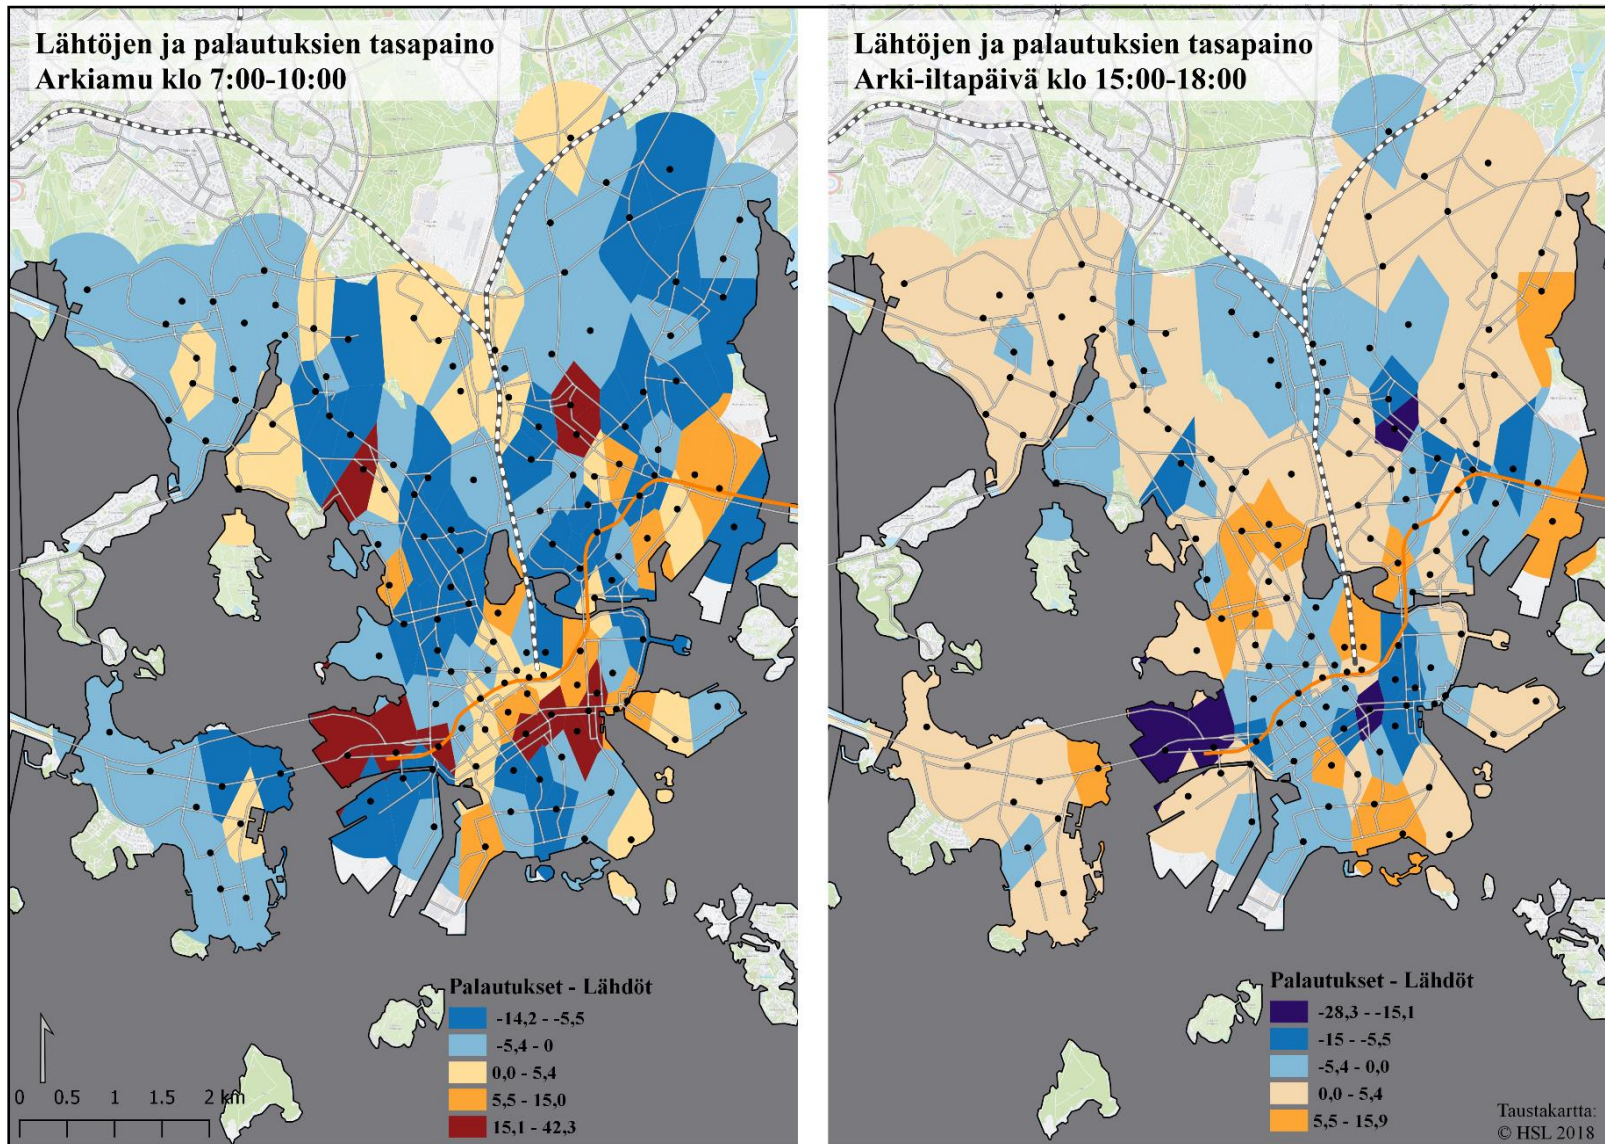 Lähtöjen ja palautuksien tasapaino
Arkiamu klo 7:00-10:00
Palautukset - Lähdöt
-14,2 - -5,5
-5,4 - 0
0,0 - 5,4
5,5 - 15,0
15,1 - 42,3
0 0.5 1 1.5 2 km
Lähtöjen ja palautuksien tasapaino
Arki-iltapäivä klo 15:00-18:00
Palautukset - Lähdöt
-28,3 - -15,1
-15 - -5,5
-5,4 - 0,0
0,0 - 5,4
5,5 - 15,9
Taustakartta:
© HSL 2018